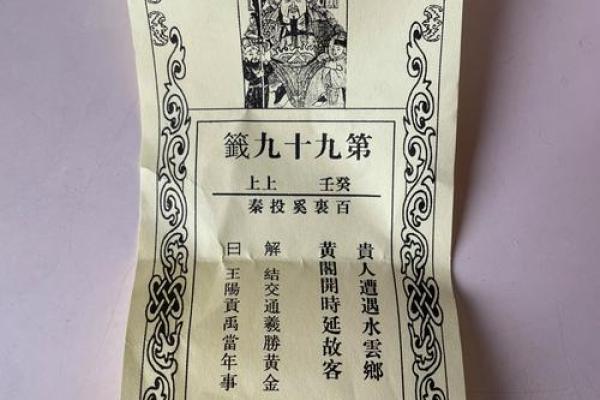 第九十九籤
癸壬 上上
百裏奚投秦
貴人遭遇水雲鄉
黃閣開時延故客
解 結交通羲勝黃金
曰 王陽貢禹當年事